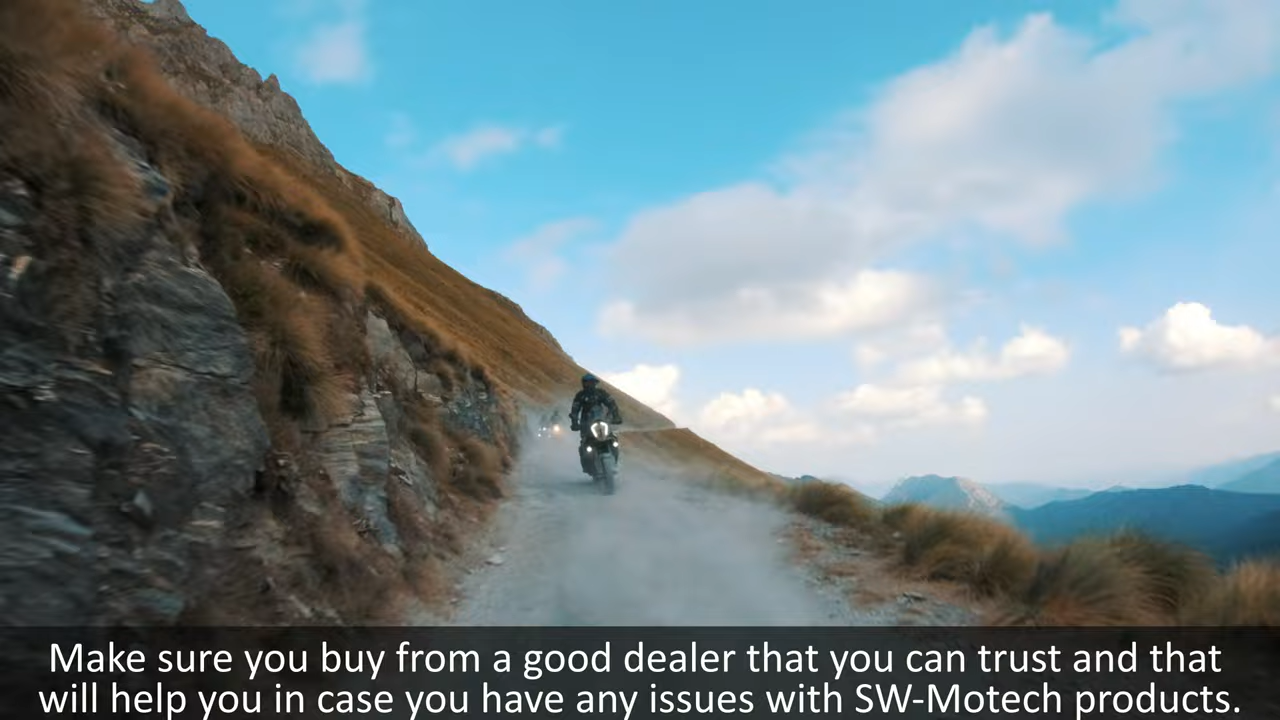 Make sure you buy from a good dealer that you can trust and that
will help you in case you have any issues with SW-Motech products.